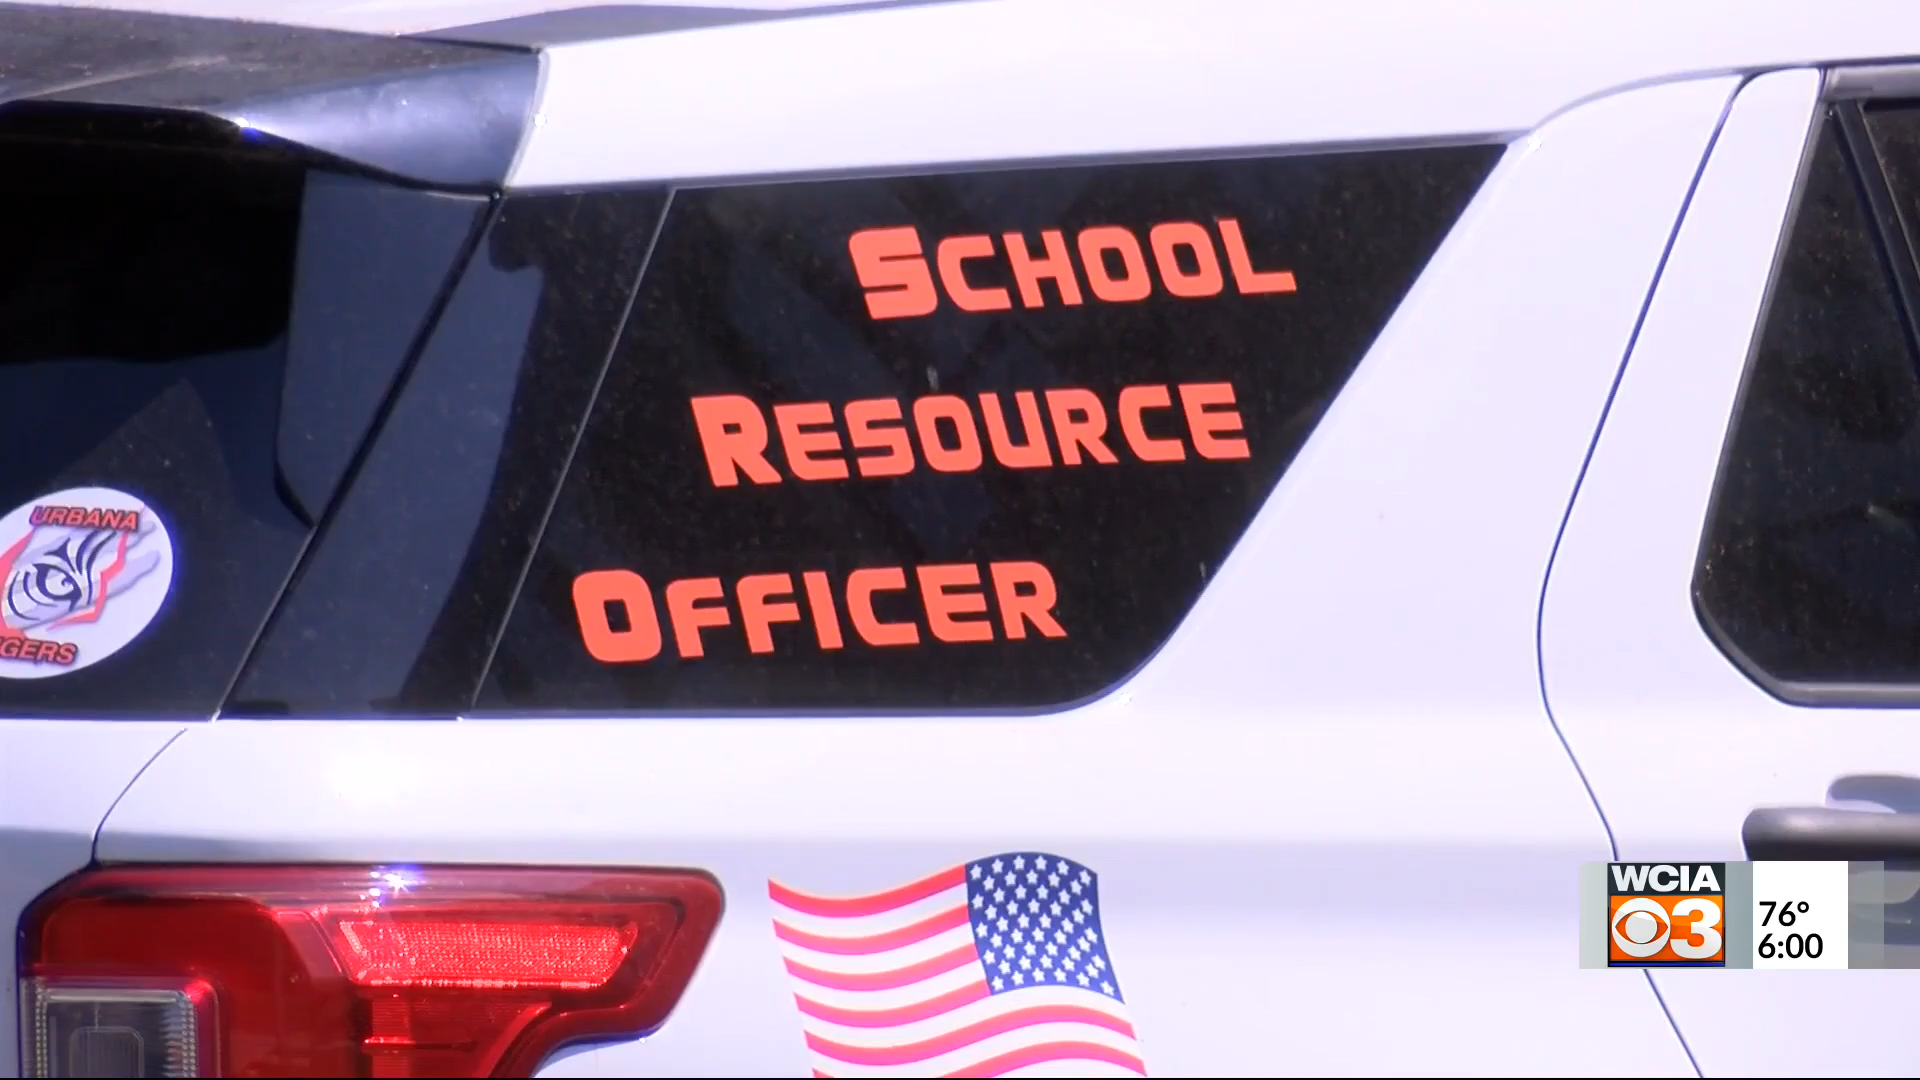 SCHOOL
RESOURCE
OFFICER
URBANA
GERS
WCIA
3
76°
6:00